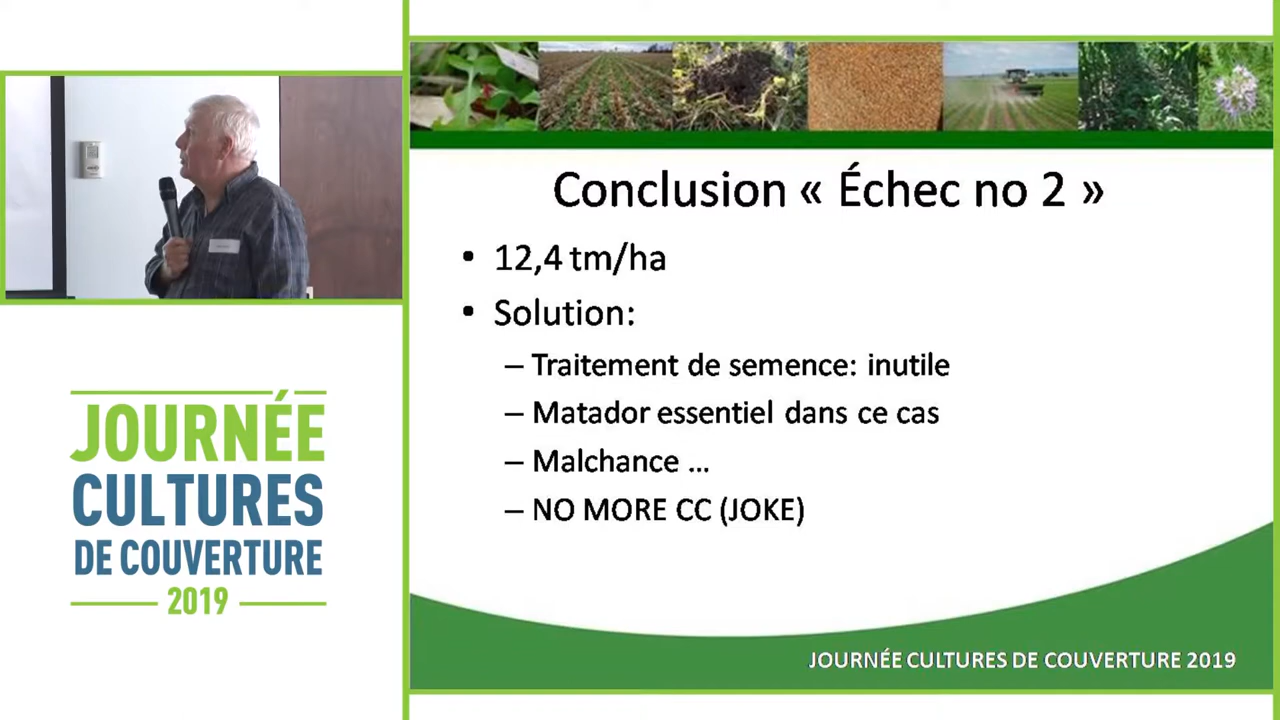 Conclusion « Échec no 2 »
• 12,4 tm/ha
• Solution:
– Traitement de semence: inutile
– Matador essentiel dans ce cas
– Malchance ...
– NO MORE CC (JOKE)
JOURNÉE
CULTURES
DE COUVERTURE
2019
JOURNÉE CULTURES DE COUVERTURE 2019